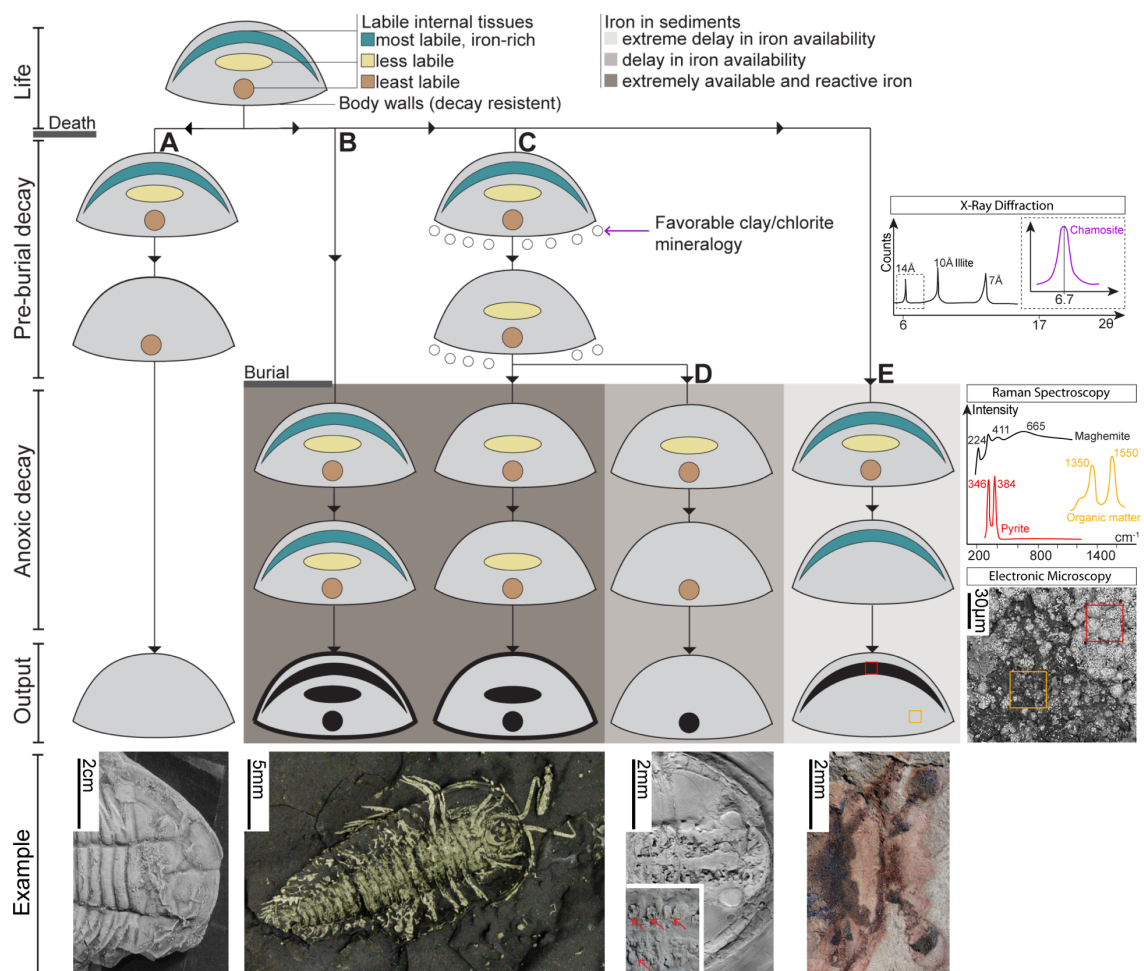 Life
Labile internal tissues
most labile, iron-rich
less labile
least labile
Body walls (decay resistent)
Iron in sediments
extreme delay in iron availability
delay in iron availability
extremely available and reactive iron
Death
A
B
C
Pre-burial decay
Favorable clay/chlorite
mineralogy
X-Ray Diffraction
Counts
14Å
10Å Illite
7Å
Chamosite
6.7
6
17
2θ
Burial
D
E
Anoxic decay
Raman Spectroscopy
Intensity
224
411
665
Maghemite
1350
1550
346
384
Organic matter
Pyrite
cm-1
200
800
1400
Electronic Microscopy
30µm
Output
Example
2cm
5mm
2mm
2mm